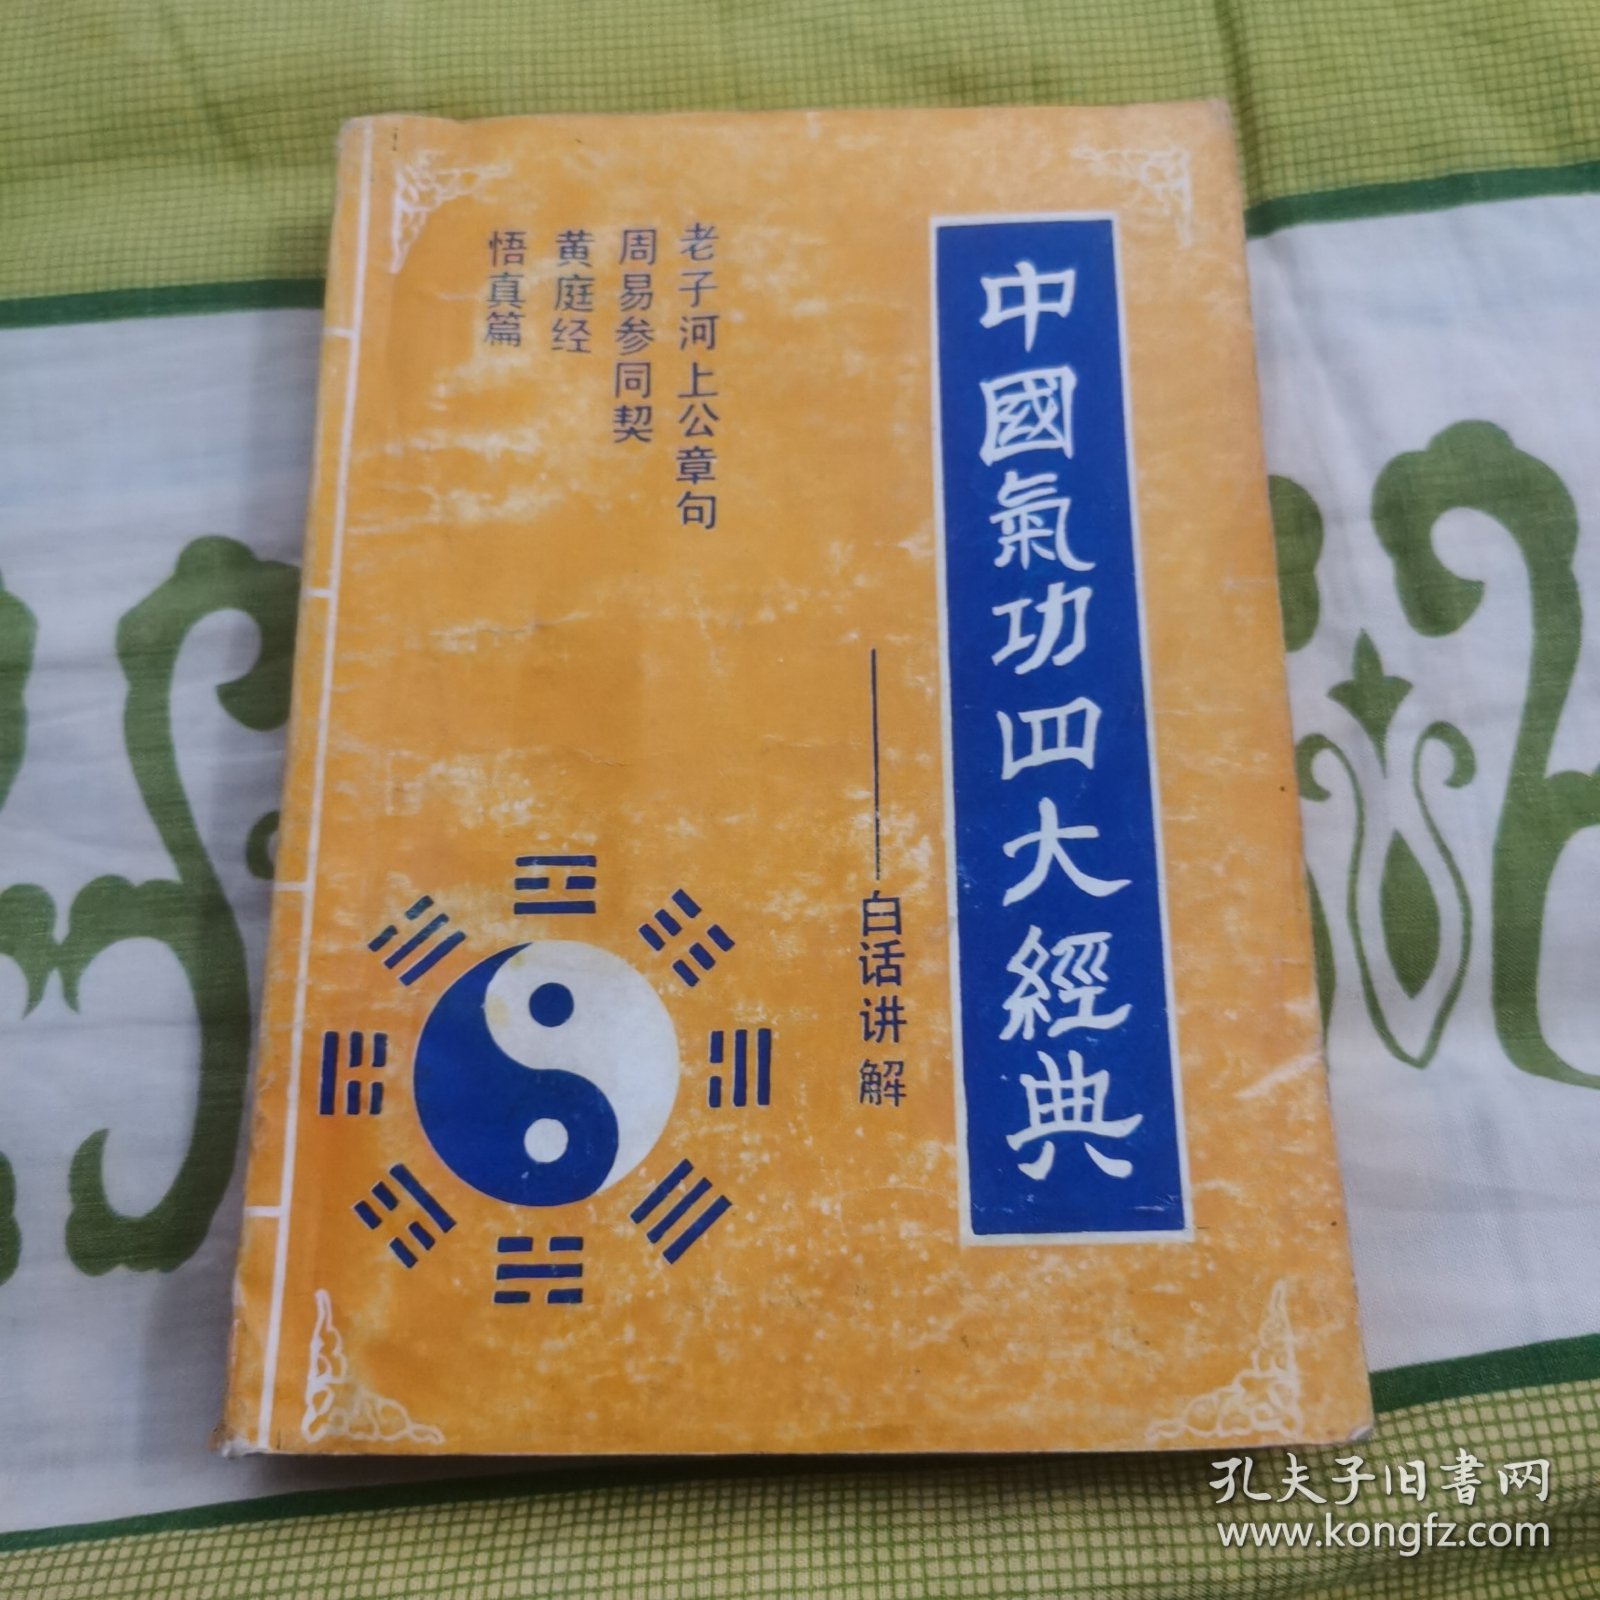 中國氣功四大經典
——白话讲解
老子河上公章句
周易参同契
黄庭经
悟真篇
孔夫子旧書网
www.kongfz.com